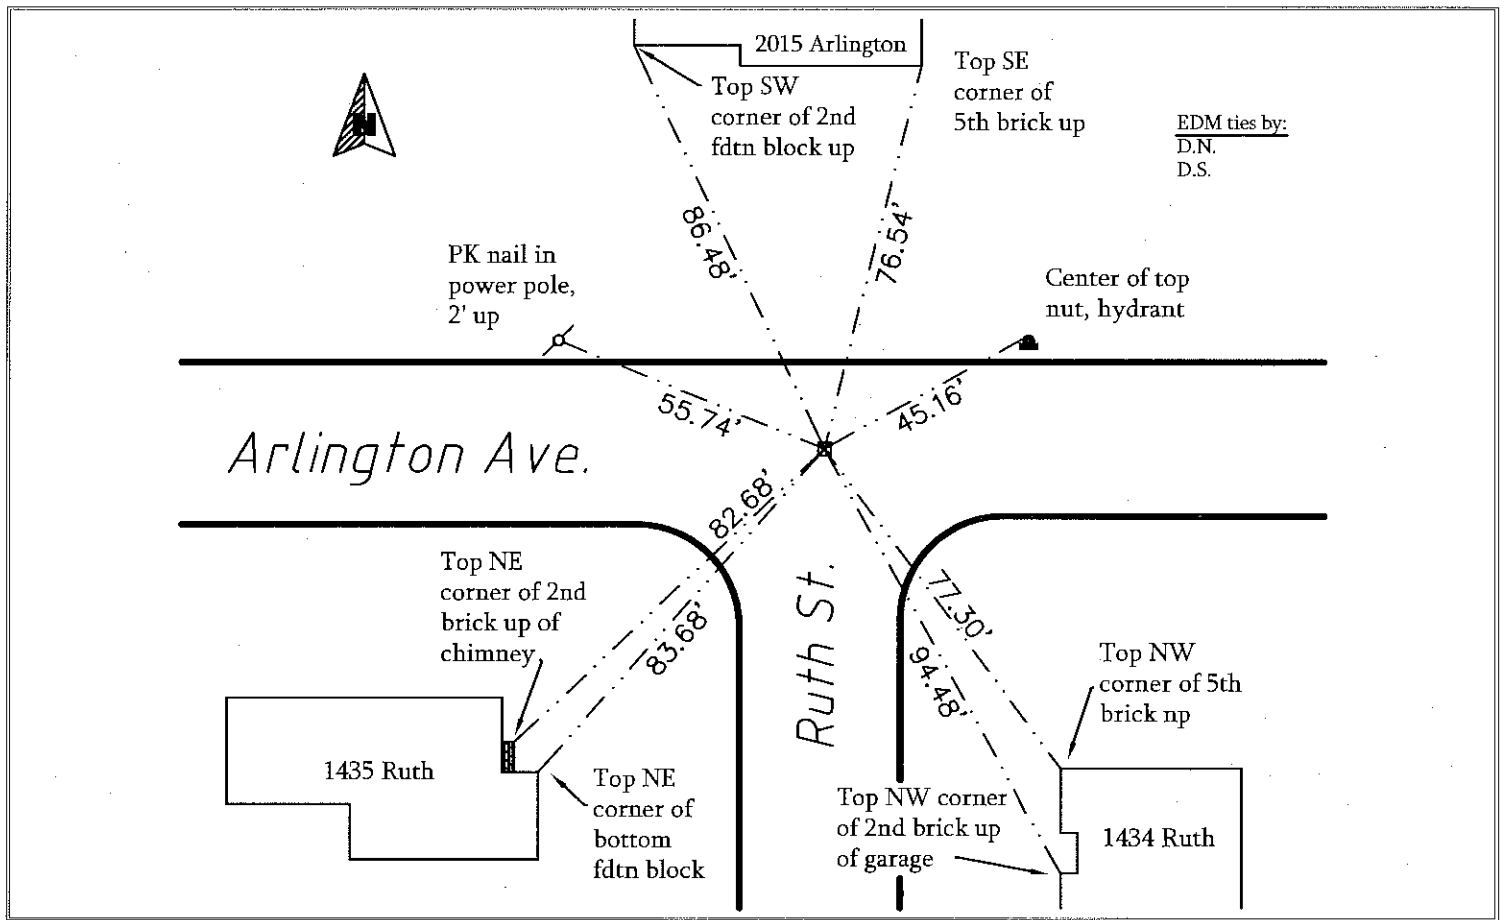 2015 Arlington
Top SW
corner of 2nd
fdtn block up
Top SE
corner of
5th brick up
EDM ties by:
D.N.
D.S.
N
86.48'
76.54'
PK nail in
power pole,
2' up
Center of top
nut, hydrant
55.74'
45.16'
Arlington Ave.
82.68'
83.68'
Top NE
corner of 2nd
brick up of
chimney
Ruth St.
77.30'
94.48'
Top NW
corner of 5th
brick np
1435 Ruth
Top NE
corner of
bottom
fdtn block
Top NW corner
of 2nd brick up
of garage
1434 Ruth